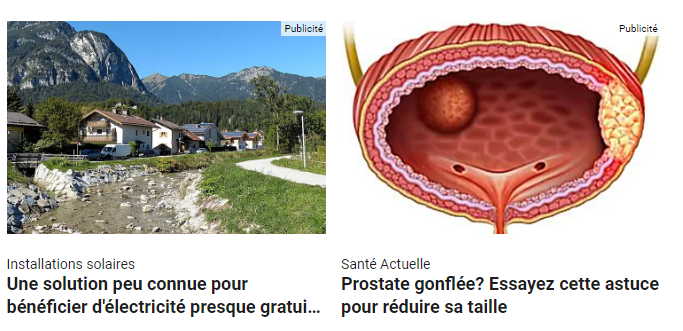 Publicité
Installations solaires
Une solution peu connue pour
bénéficier d'électricité presque gratui...
Publicité
Santé Actuelle
Prostate gonflée? Essayez cette astuce
pour réduire sa taille